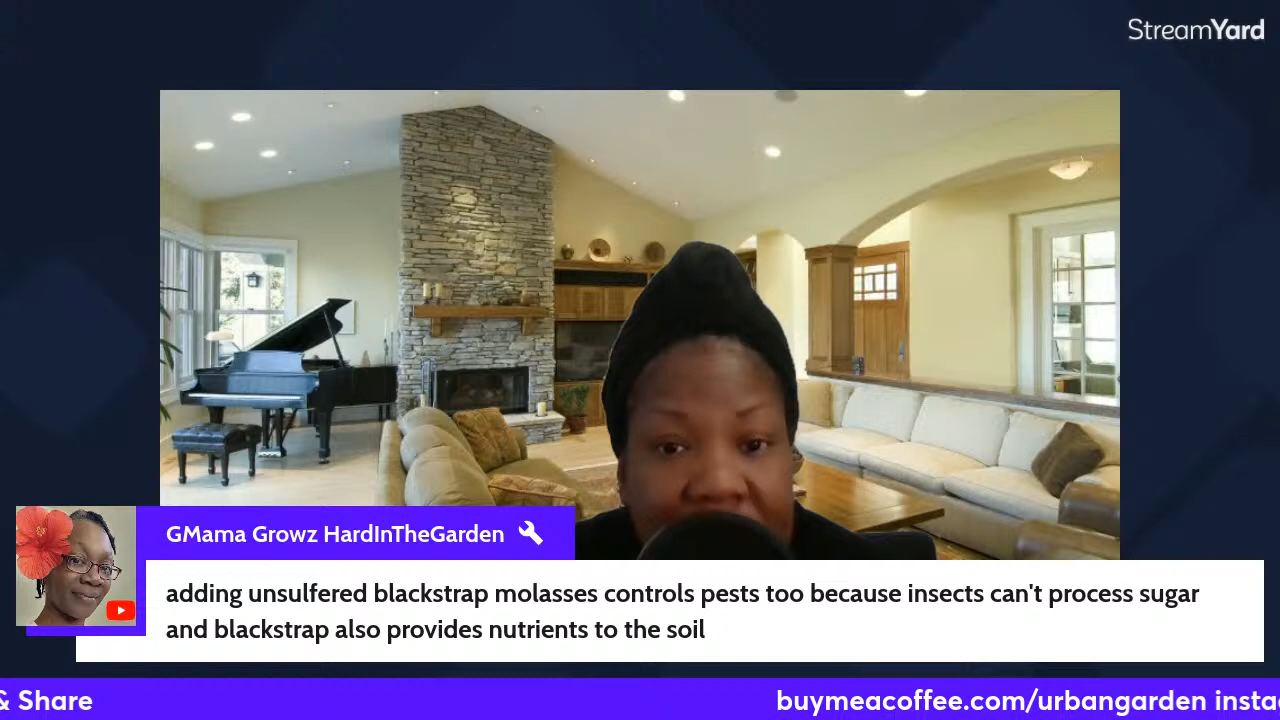 StreamYard
GMama Growz HardInTheGarden
adding unsulfered blackstrap molasses controls pests too because insects can't process sugar
and blackstrap also provides nutrients to the soil
& Share
buymeacoffee.com/urbangarden insta